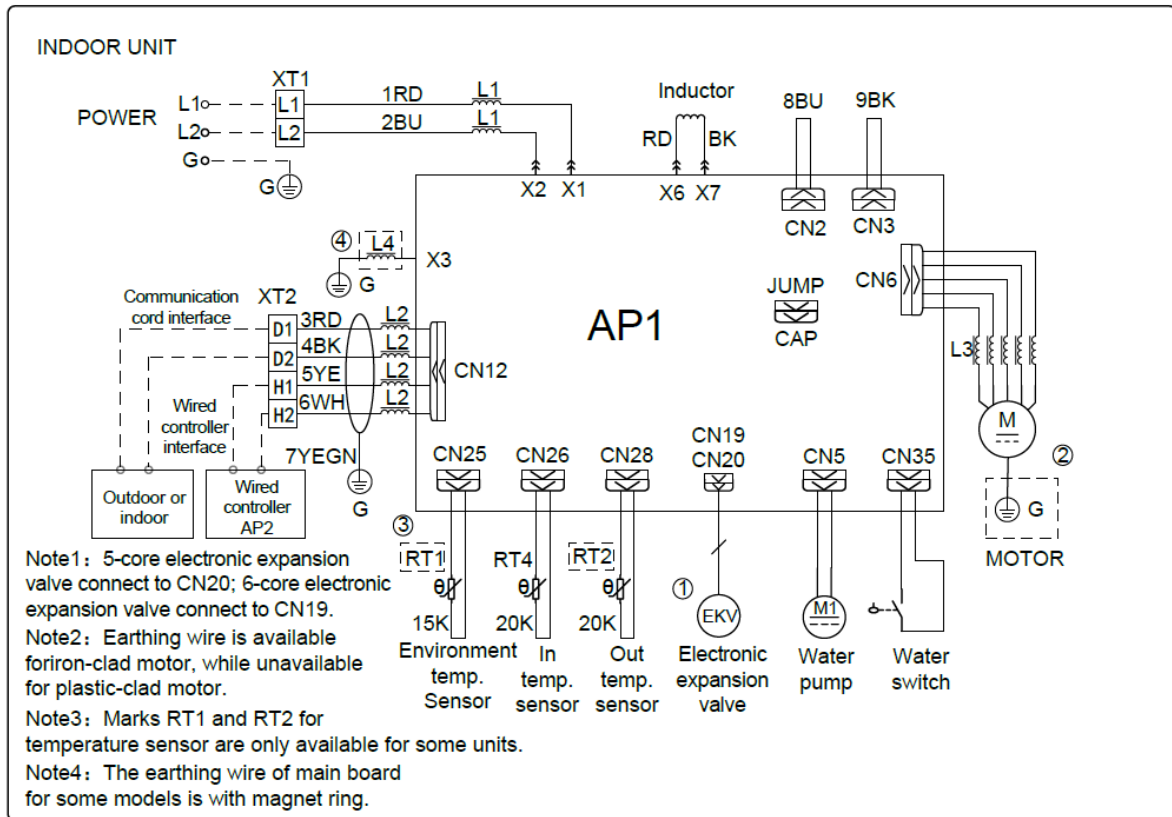 INDOOR UNIT
POWER
L1
L2
G
G
XT1
L1
L2
1RD
2BU
L1
L1
Inductor
RD
BK
8BU
9BK
X2
X1
X6
X7
CN2
CN3
④
L4
G
X3
CN6
JUMP
CAP
AP1
L3
M
②
G
MOTOR
Communication
cord interface
XT2
D1
D2
H1
H2
3RD
4BK
5YE
6WH
L2
L2
L2
L2
CN12
Wired
controller
interface
7YEGN
G
Outdoor or
indoor
Wired
controller
AP2
CN25
CN26
CN28
CN19
CN20
CN5
CN35
③
RT1
RT4
RT2
θ
θ
θ
15K
20K
20K
①
EKV
M1
Environment
temp.
Sensor
In
temp.
sensor
Out
temp.
sensor
Electronic
expansion
valve
Water
pump
Water
switch
Note1: 5-core electronic expansion
valve connect to CN20; 6-core electronic
expansion valve connect to CN19.
Note2: Earthing wire is available
foriron-clad motor, while unavailable
for plastic-clad motor.
Note3: Marks RT1 and RT2 for
temperature sensor are only available for some units.
Note4: The earthing wire of main board
for some models is with magnet ring.